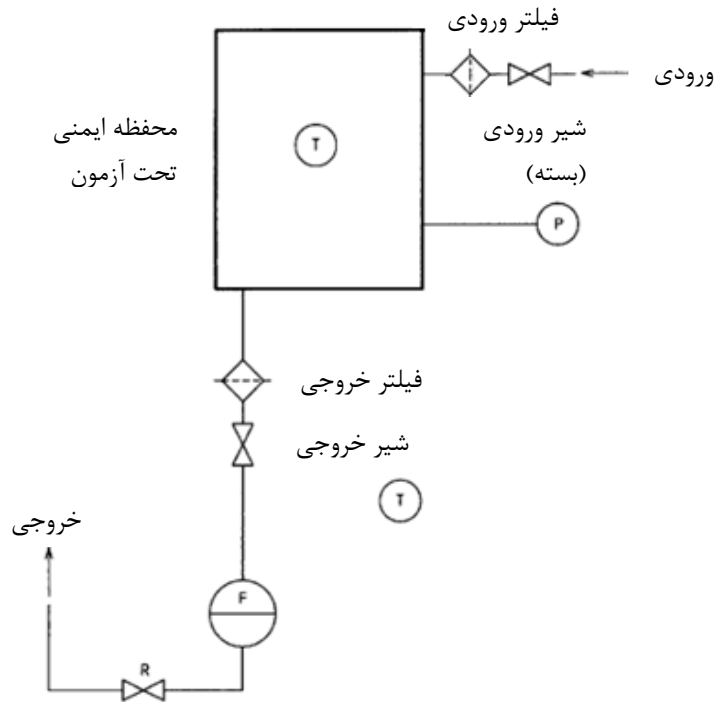 فیلتر ورودی
ورودی
محفظه ایمنی
تحت آزمون
T
شیر ورودی
(بسته)
P
فیلتر خروجی
شیر خروجی
T
خروجی
F
R